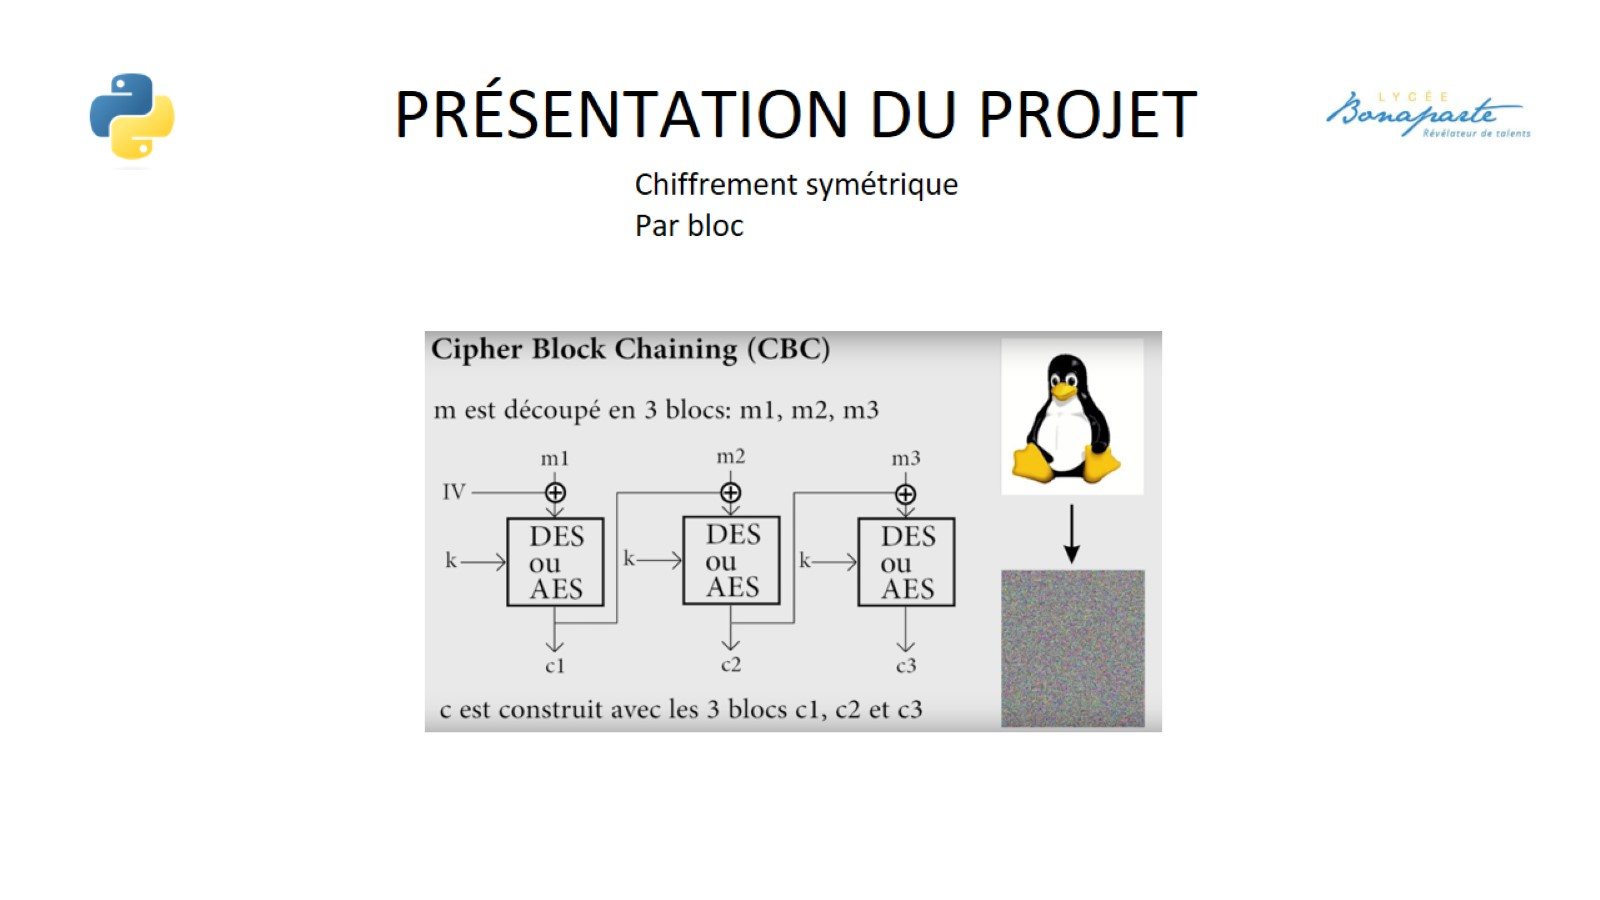 PRÉSENTATION DU PROJET
LYCÉE
Bonaparte
Révélateur de talents
Chiffrement symétrique
Par bloc
Cipher Block Chaining (CBC)
m est découpé en 3 blocs: m1, m2, m3
m1 m2 m3
IV
DES DES DES
k ou k ou k ou
AES AES AES
c1 c2 c3
c est construit avec les 3 blocs c1, c2 et c3